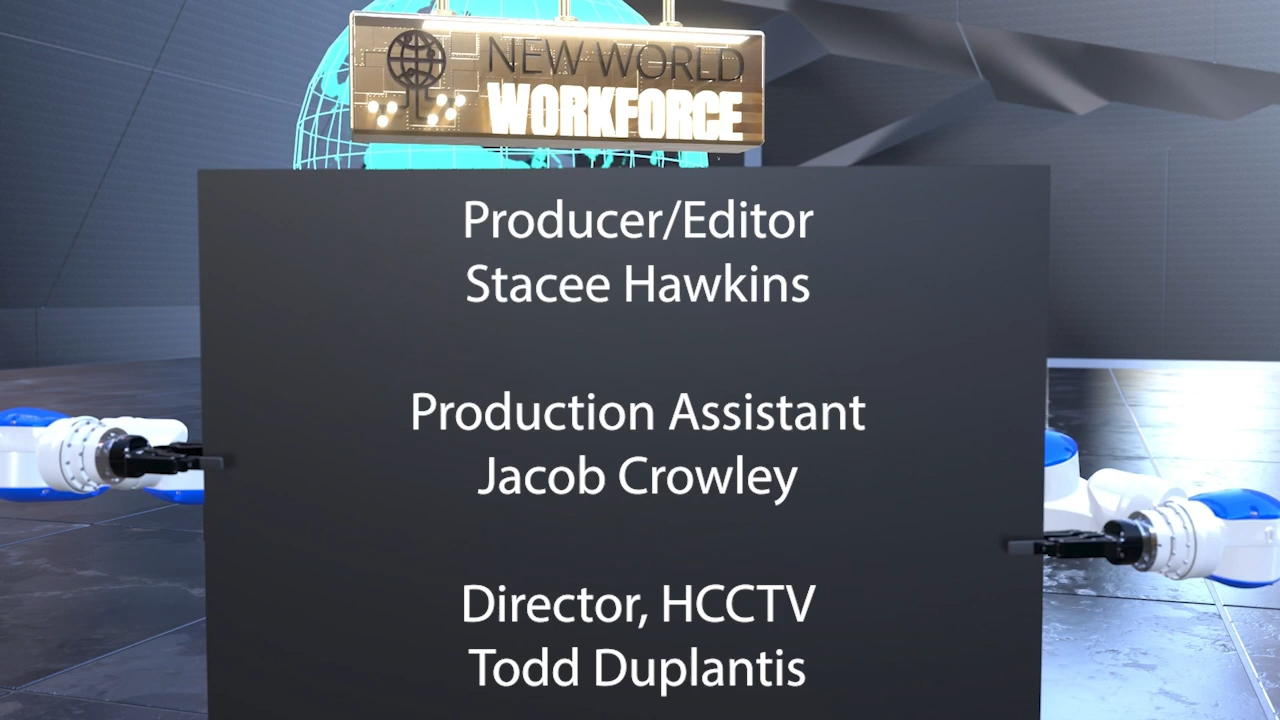 NEW WORLD
WORKFORCE
Producer/Editor
Stacee Hawkins
Production Assistant
Jacob Crowley
Director, HCCTV
Todd Duplantis